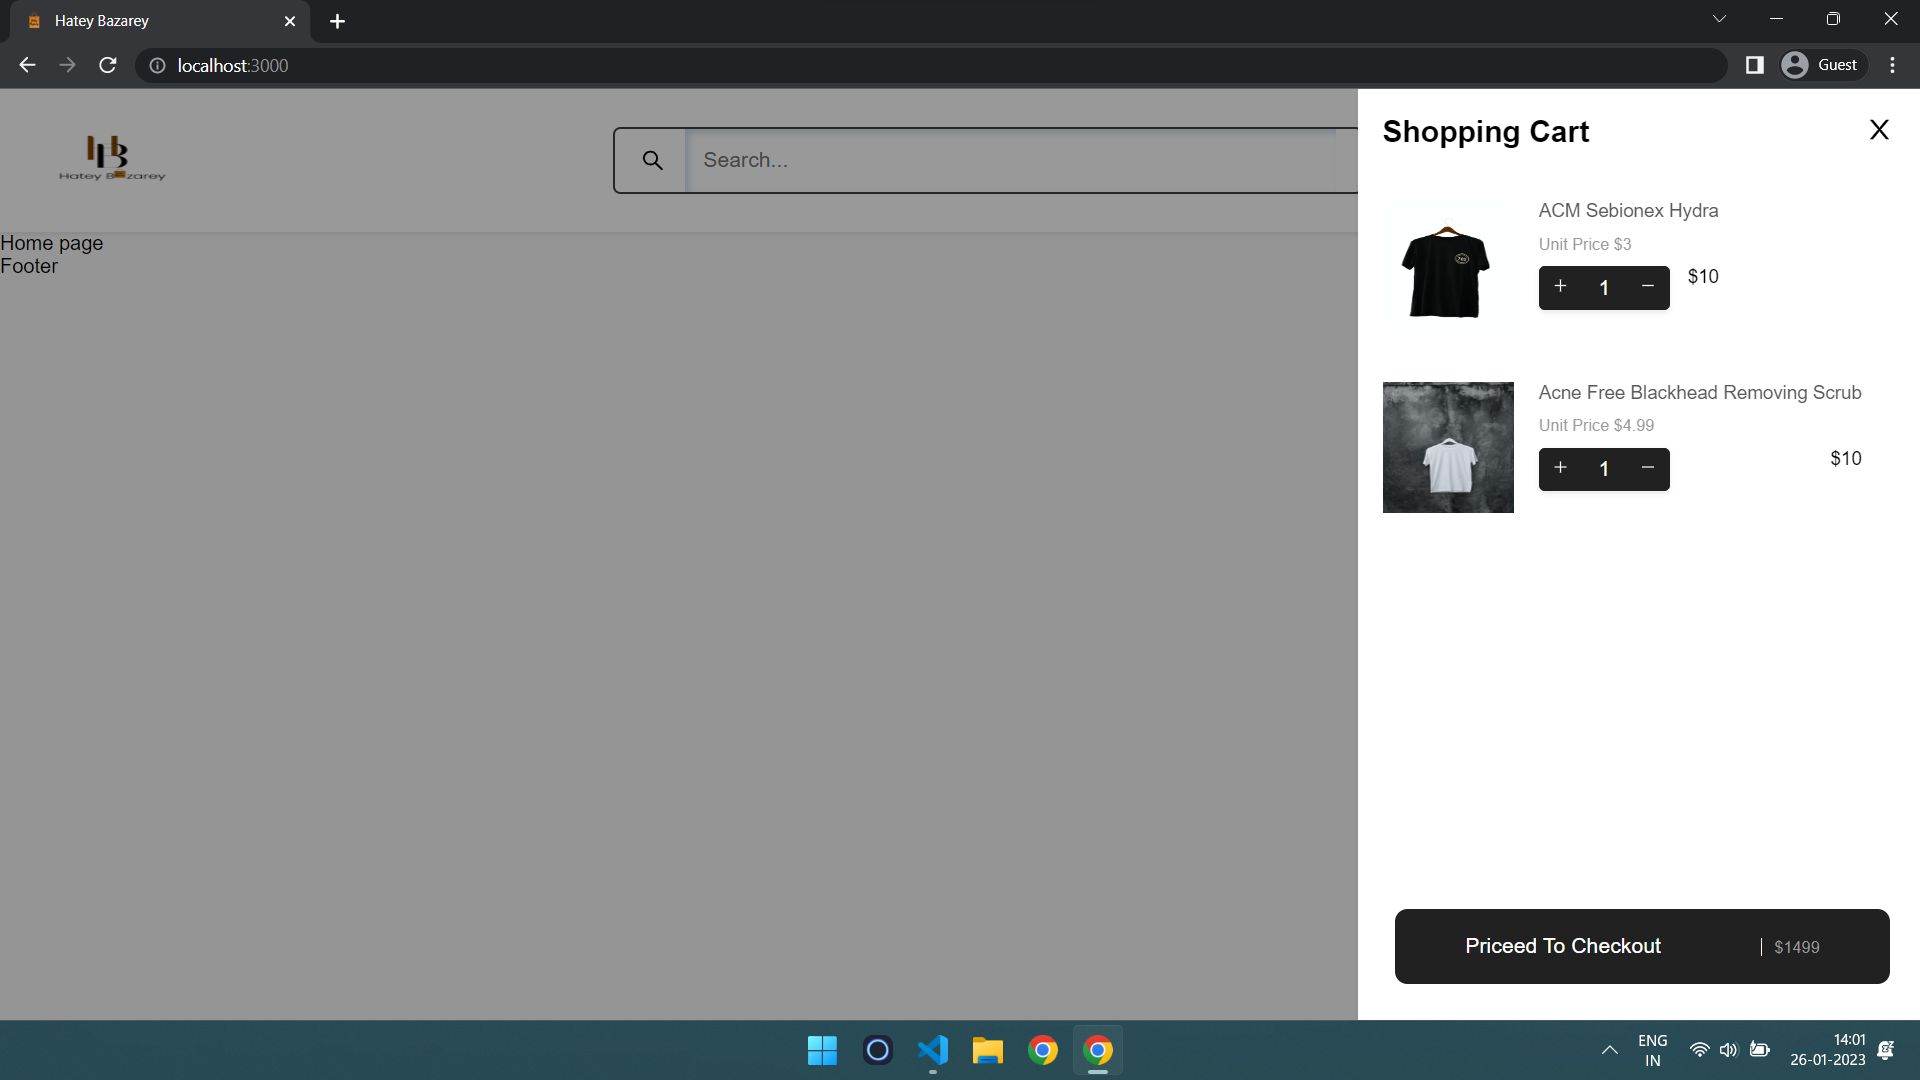 Hatey Bazarey
localhost:3000
Guest
HB
Hatey Bazarey
Search...
Home page
Footer
Shopping Cart
X
ACM Sebionex Hydra
Unit Price $3
+ 1 − $10
Acne Free Blackhead Removing Scrub
Unit Price $4.99
+ 1 − $10
Priceed To Checkout | $1499
ENG
IN
14:01
26-01-2023